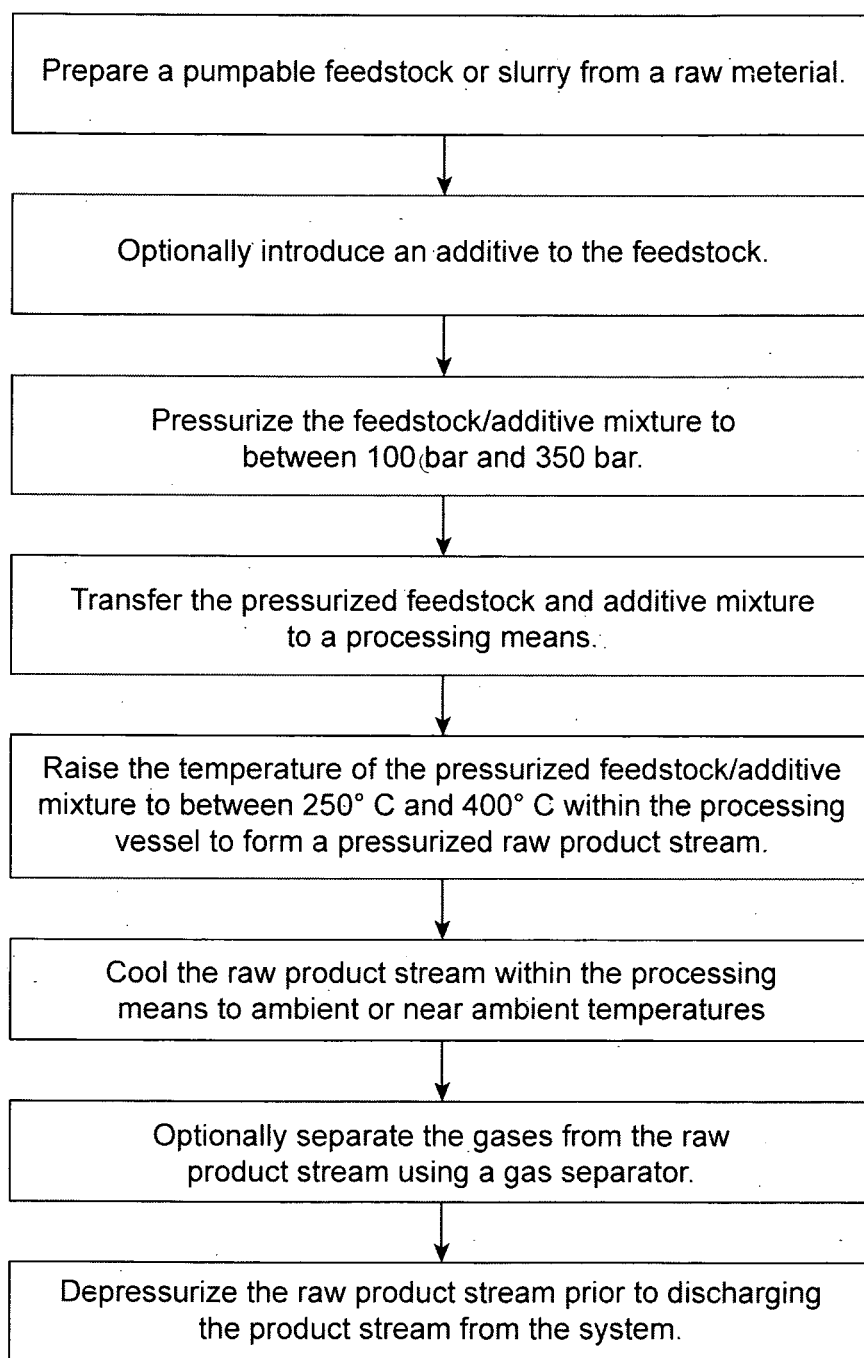 Prepare a pumpable feedstock or slurry from a raw meterial.
Optionally introduce an additive to the feedstock.
Pressurize the feedstock/additive mixture to
between 100 bar and 350 bar.
Transfer the pressurized feedstock and additive mixture
to a processing means.
Raise the temperature of the pressurized feedstock/additive
mixture to between 250° C and 400° C within the processing
vessel to form a pressurized raw product stream.
Cool the raw product stream within the processing
means to ambient or near ambient temperatures
Optionally separate the gases from the raw
product stream using a gas separator.
Depressurize the raw product stream prior to discharging
the product stream from the system.